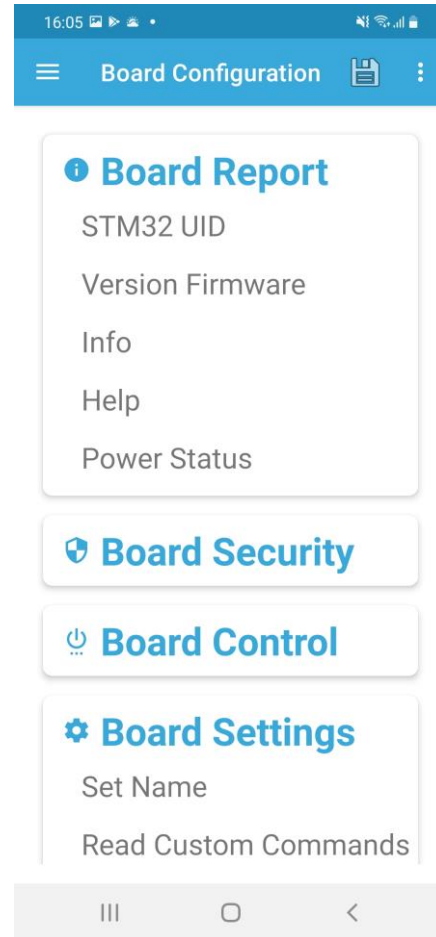 16:05
Board Configuration
Board Report
STM32 UID
Version Firmware
Info
Help
Power Status
Board Security
Board Control
Board Settings
Set Name
Read Custom Commands